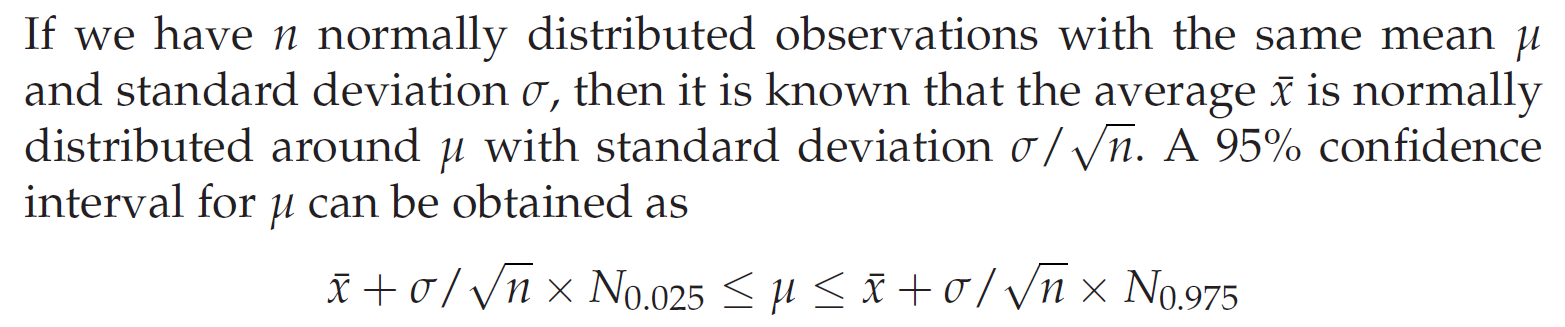 If we have n normally distributed observations with the same mean μ
and standard deviation σ, then it is known that the average x̄ is normally
distributed around μ with standard deviation σ/√n. A 95% confidence
interval for μ can be obtained as
x̄ + σ/√n × N₀.₀₂₅ ≤ μ ≤ x̄ + σ/√n × N₀.₉₇₅